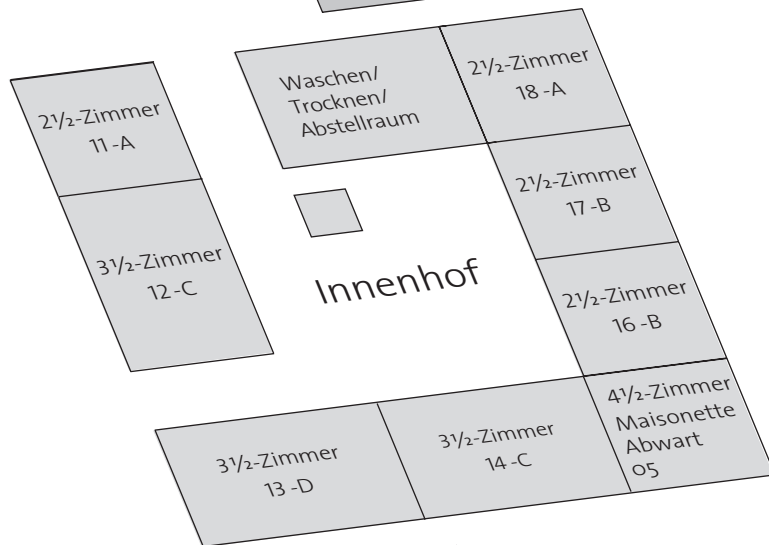 Waschen/
Trocknen/
Abstellraum
2½-Zimmer
18-A
2½-Zimmer
11-A
2½-Zimmer
17-B
3½-Zimmer
12-C
Innenhof
2½-Zimmer
16-B
4½-Zimmer
Maisonette
Abwart
05
3½-Zimmer
13-D
3½-Zimmer
14-C